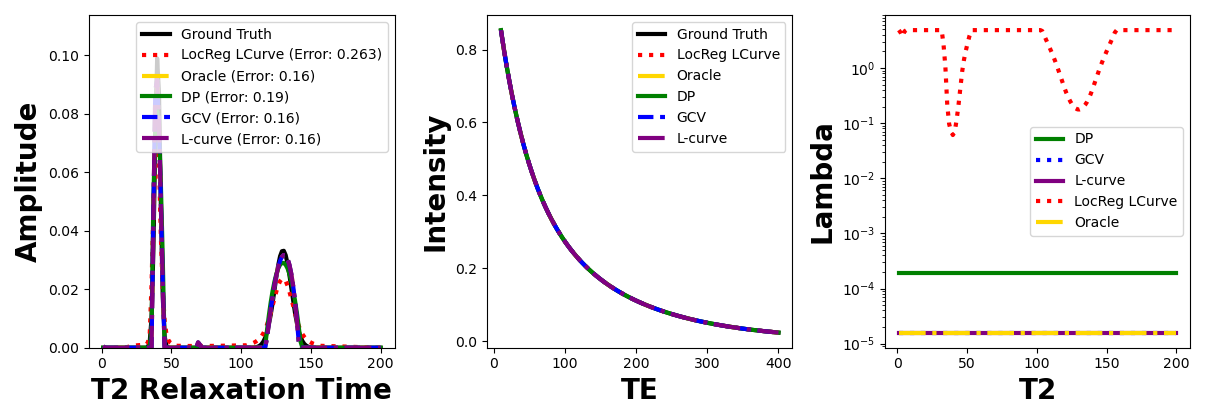 Amplitude
0.10
0.08
0.06
0.04
0.02
0.00
0
50
100
150
200
T2 Relaxation Time
Ground Truth
LocReg LCurve (Error: 0.263)
Oracle (Error: 0.16)
DP (Error: 0.19)
GCV (Error: 0.16)
L-curve (Error: 0.16)
Intensity
0.8
0.6
0.4
0.2
0.0
0
100
200
300
400
TE
Ground Truth
LocReg LCurve
Oracle
DP
GCV
L-curve
Lambda
10⁰
10⁻¹
10⁻²
10⁻³
10⁻⁴
10⁻⁵
0
50
100
150
200
T2
DP
GCV
L-curve
LocReg LCurve
Oracle